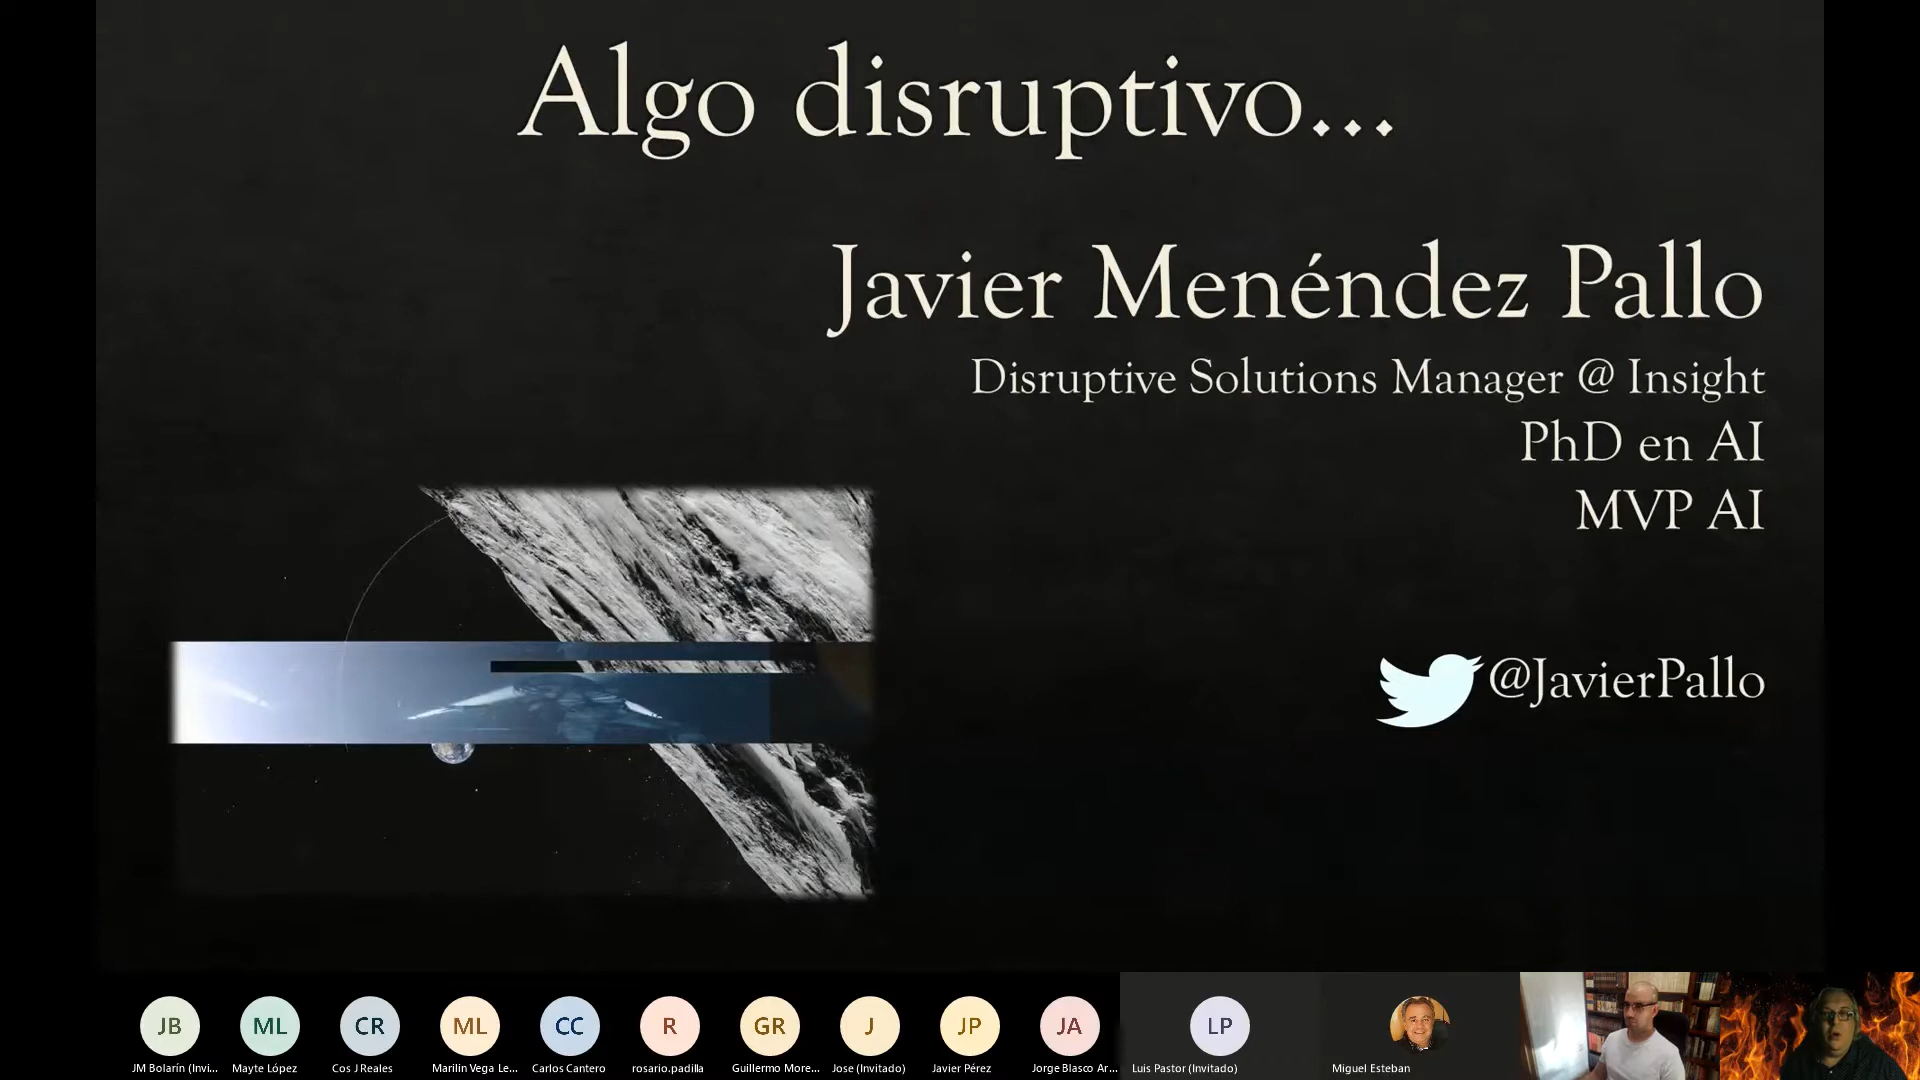 Algo disruptivo...
Javier Menéndez Pallo
Disruptive Solutions Manager @ Insight
PhD en AI
MVP AI
@JavierPallo
JB
ML
CR
ML
CC
R
GR
J
JP
JA
LP
JM Bolarín (Invi...
Mayte López
Cos J Reales
Marilin Vega Le...
Carlos Cantero
rosario.padilla
Guillermo More...
Jose (Invitado)
Javier Pérez
Jorge Blasco Ar...
Luis Pastor (Invitado)
Miguel Esteban